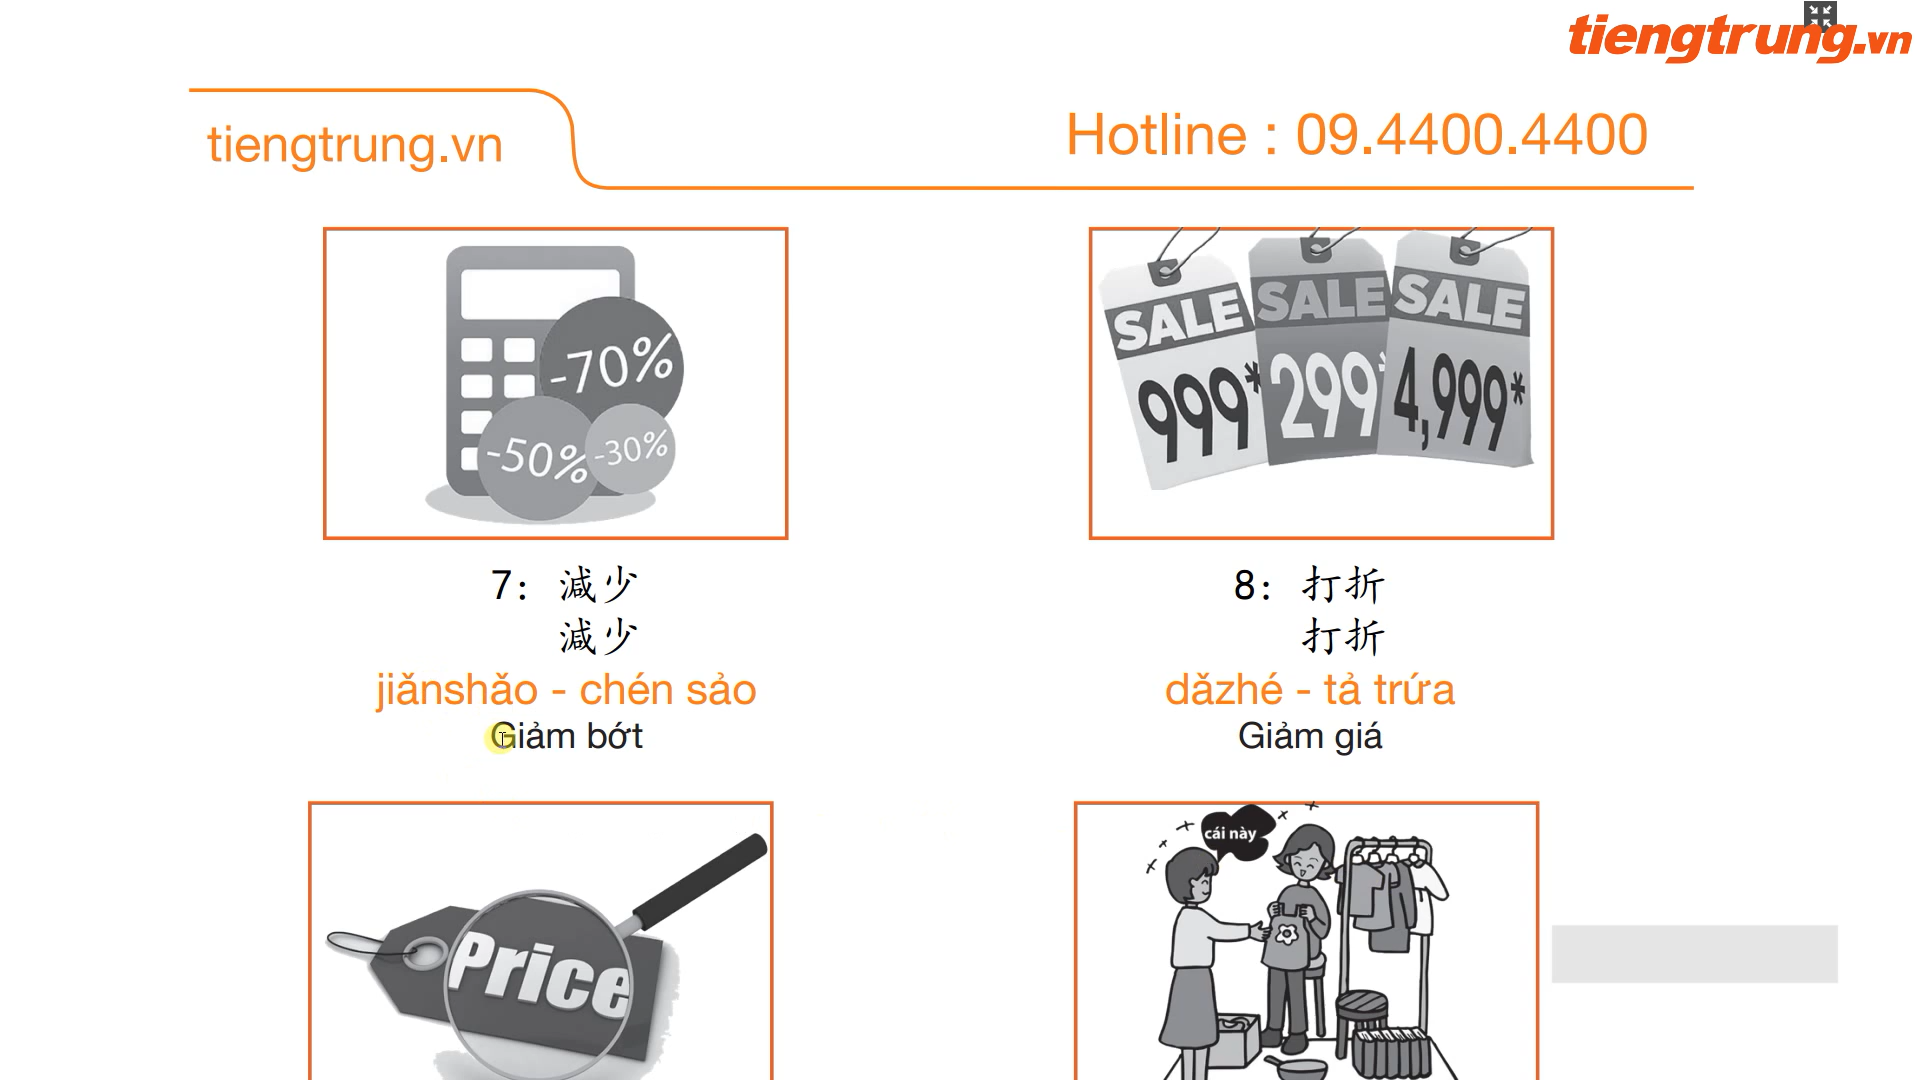 tiengtrung.vn
tiengtrung.vn
Hotline : 09.4400.4400
-70%
-50%
-30%
SALE
999*
SALE
299*
SALE
4,999*
7: 減少
減少
jiǎnshǎo - chén sảo
Giảm bớt
8: 打折
打折
dǎzhé - tả trứa
Giảm giá
Price
cái này